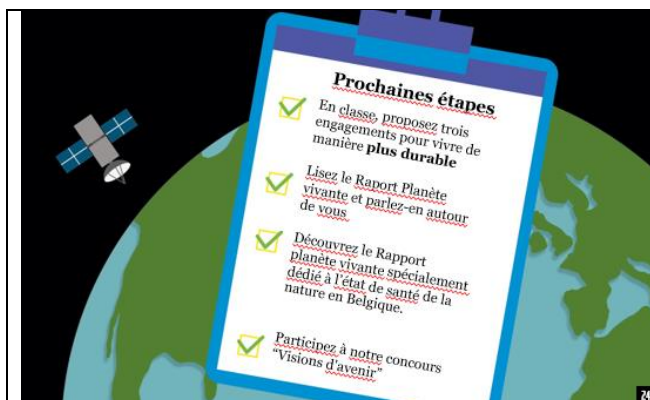 Prochaines étapes
En classe, proposez trois
engagements pour vivre de
manière plus durable
Lisez le Raport Planète
vivante et parlez-en autour
de vous
Découvrez le Rapport
planète vivante spécialement
dédié à l'état de santé de la
nature en Belgique.
Participez à notre concours
"Visions d'avenir"